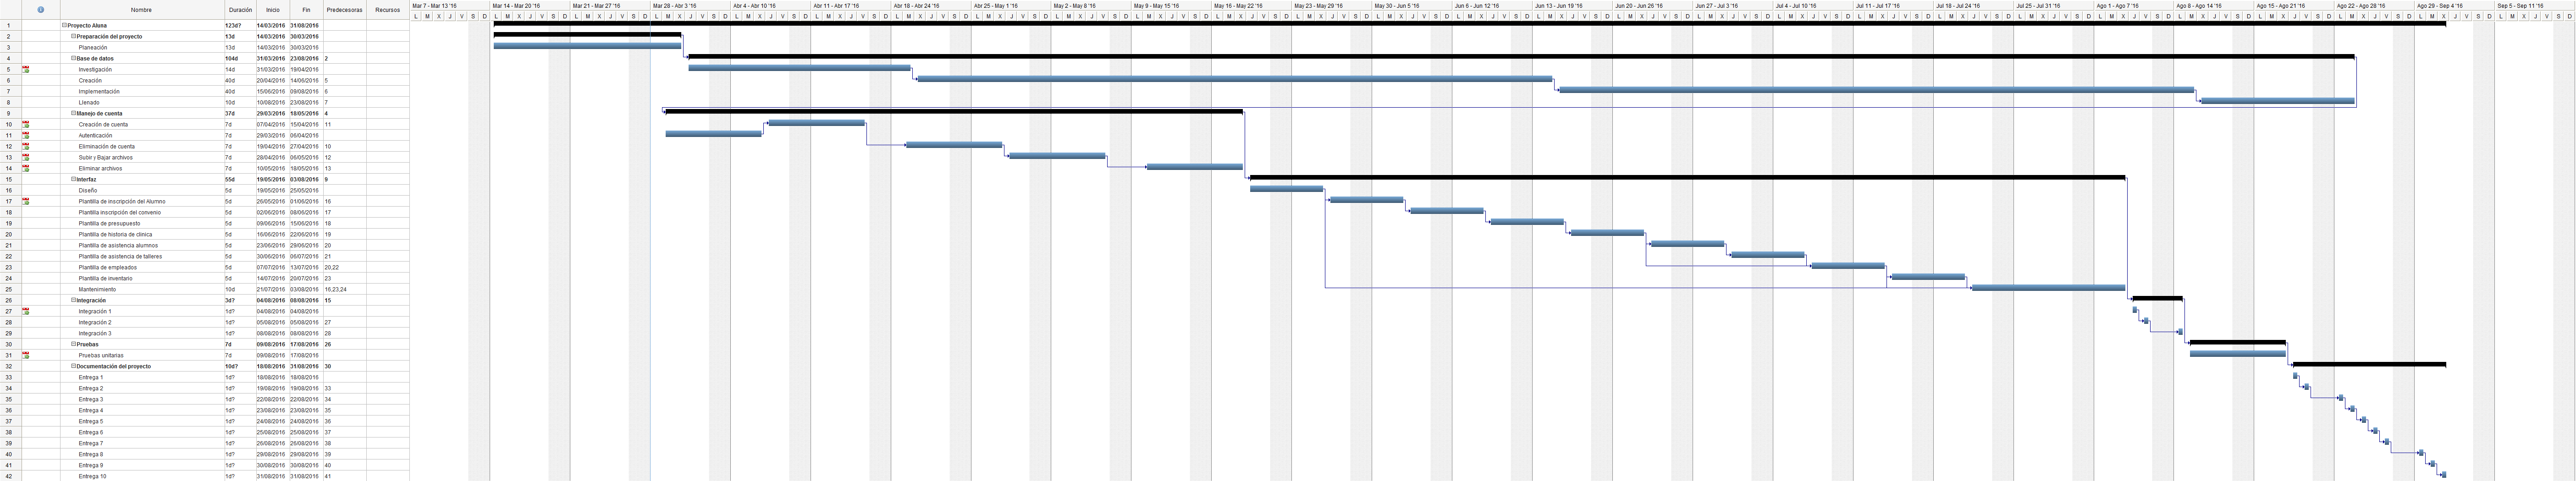 Nombre Duración Inicio Fin Predecesoras Recursos Mar 7 - Mar 13 '16 Mar 14 - Mar 20 '16 Mar 21 - Mar 27 '16 Mar 28 - Abr 3 '16 Abr 4 - Abr 10 '16 Abr 11 - Abr 17 '16 Abr 18 - Abr 24 '16 Abr 25 - May 1 '16 May 2 - May 8 '16 May 9 - May 15 '16 May 16 - May 22 '16 May 23 - May 29 '16 May 30 - Jun 5 '16 Jun 6 - Jun 12 '16 Jun 13 - Jun 19 '16 Jun 20 - Jun 26 '16 Jun 27 - Jul 3 '16 Jul 4 - Jul 10 '16 Jul 11 - Jul 17 '16 Jul 18 - Jul 24 '16 Jul 25 - Jul 31 '16 Ago 1 - Ago 7 '16 Ago 8 - Ago 14 '16 Ago 15 - Ago 21 '16 Ago 22 - Ago 28 '16 Ago 29 - Sep 4 '16 Sep 5 - Sep 11 '16
L M X J V S D L M X J V S D L M X J V S D L M X J V S D L M X J V S D L M X J V S D L M X J V S D L M X J V S D L M X J V S D L M X J V S D L M X J V S D L M X J V S D L M X J V S D L M X J V S D L M X J V S D L M X J V S D L M X J V S D L M X J V S D L M X J V S D L M X J V S D L M X J V S D L M X J V S D L M X J V S D L M X J V S D L M X J V S D L M X J V S D L M X J V S D
1 Proyecto Aluna 123d? 14/03/2016 31/08/2016
2 Preparación del proyecto 13d 14/03/2016 30/03/2016
3 Planeación 13d 14/03/2016 30/03/2016
4 Base de datos 104d 31/03/2016 23/08/2016 2
5 Investigación 14d 31/03/2016 19/04/2016
6 Creación 40d 20/04/2016 14/06/2016 5
7 Implementación 40d 15/06/2016 09/08/2016 6
8 Llenado 10d 10/08/2016 23/08/2016 7
9 Manejo de cuenta 37d 29/03/2016 18/05/2016 4
10 Creación de cuenta 7d 07/04/2016 15/04/2016 11
11 Autenticación 7d 29/03/2016 06/04/2016
12 Eliminación de cuenta 7d 19/04/2016 27/04/2016 10
13 Subir y Bajar archivos 7d 28/04/2016 06/05/2016 12
14 Eliminar archivos 7d 10/05/2016 18/05/2016 13
15 Interfaz 55d 19/05/2016 03/08/2016 9
16 Diseño 5d 19/05/2016 25/05/2016
17 Plantilla de inscripción del Alumno 5d 26/05/2016 01/06/2016 16
18 Plantilla inscripción del convenio 5d 02/06/2016 08/06/2016 17
19 Plantilla de presupuesto 5d 09/06/2016 15/06/2016 18
20 Plantilla de historia de clinica 5d 16/06/2016 22/06/2016 19
21 Plantilla de asistencia alumnos 5d 23/06/2016 29/06/2016 20
22 Plantilla de asistencia de talleres 5d 30/06/2016 06/07/2016 21
23 Plantilla de empleados 5d 07/07/2016 13/07/2016 20,22
24 Plantilla de inventario 5d 14/07/2016 20/07/2016 23
25 Mantenimiento 10d 21/07/2016 03/08/2016 16,23,24
26 Integración 3d? 04/08/2016 08/08/2016 15
27 Integración 1 1d? 04/08/2016 04/08/2016
28 Integración 2 1d? 05/08/2016 05/08/2016 27
29 Integración 3 1d? 08/08/2016 08/08/2016 28
30 Pruebas 7d 09/08/2016 17/08/2016 26
31 Pruebas unitarias 7d 09/08/2016 17/08/2016
32 Documentación del proyecto 10d? 18/08/2016 31/08/2016 30
33 Entrega 1 1d? 18/08/2016 18/08/2016
34 Entrega 2 1d? 19/08/2016 19/08/2016 33
35 Entrega 3 1d? 22/08/2016 22/08/2016 34
36 Entrega 4 1d? 23/08/2016 23/08/2016 35
37 Entrega 5 1d? 24/08/2016 24/08/2016 36
38 Entrega 6 1d? 25/08/2016 25/08/2016 37
39 Entrega 7 1d? 26/08/2016 26/08/2016 38
40 Entrega 8 1d? 29/08/2016 29/08/2016 39
41 Entrega 9 1d? 30/08/2016 30/08/2016 40
42 Entrega 10 1d? 31/08/2016 31/08/2016 41